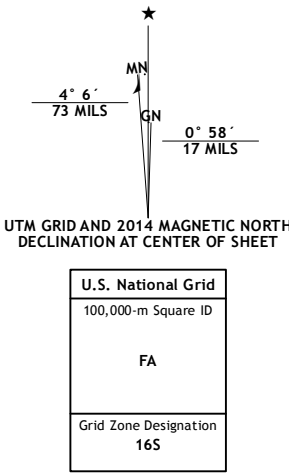 ★
MN
GN
4° 6´
73 MILS
0° 58´
17 MILS
UTM GRID AND 2014 MAGNETIC NORTH
DECLINATION AT CENTER OF SHEET
U.S. National Grid
100,000-m Square ID
FA
Grid Zone Designation
16S